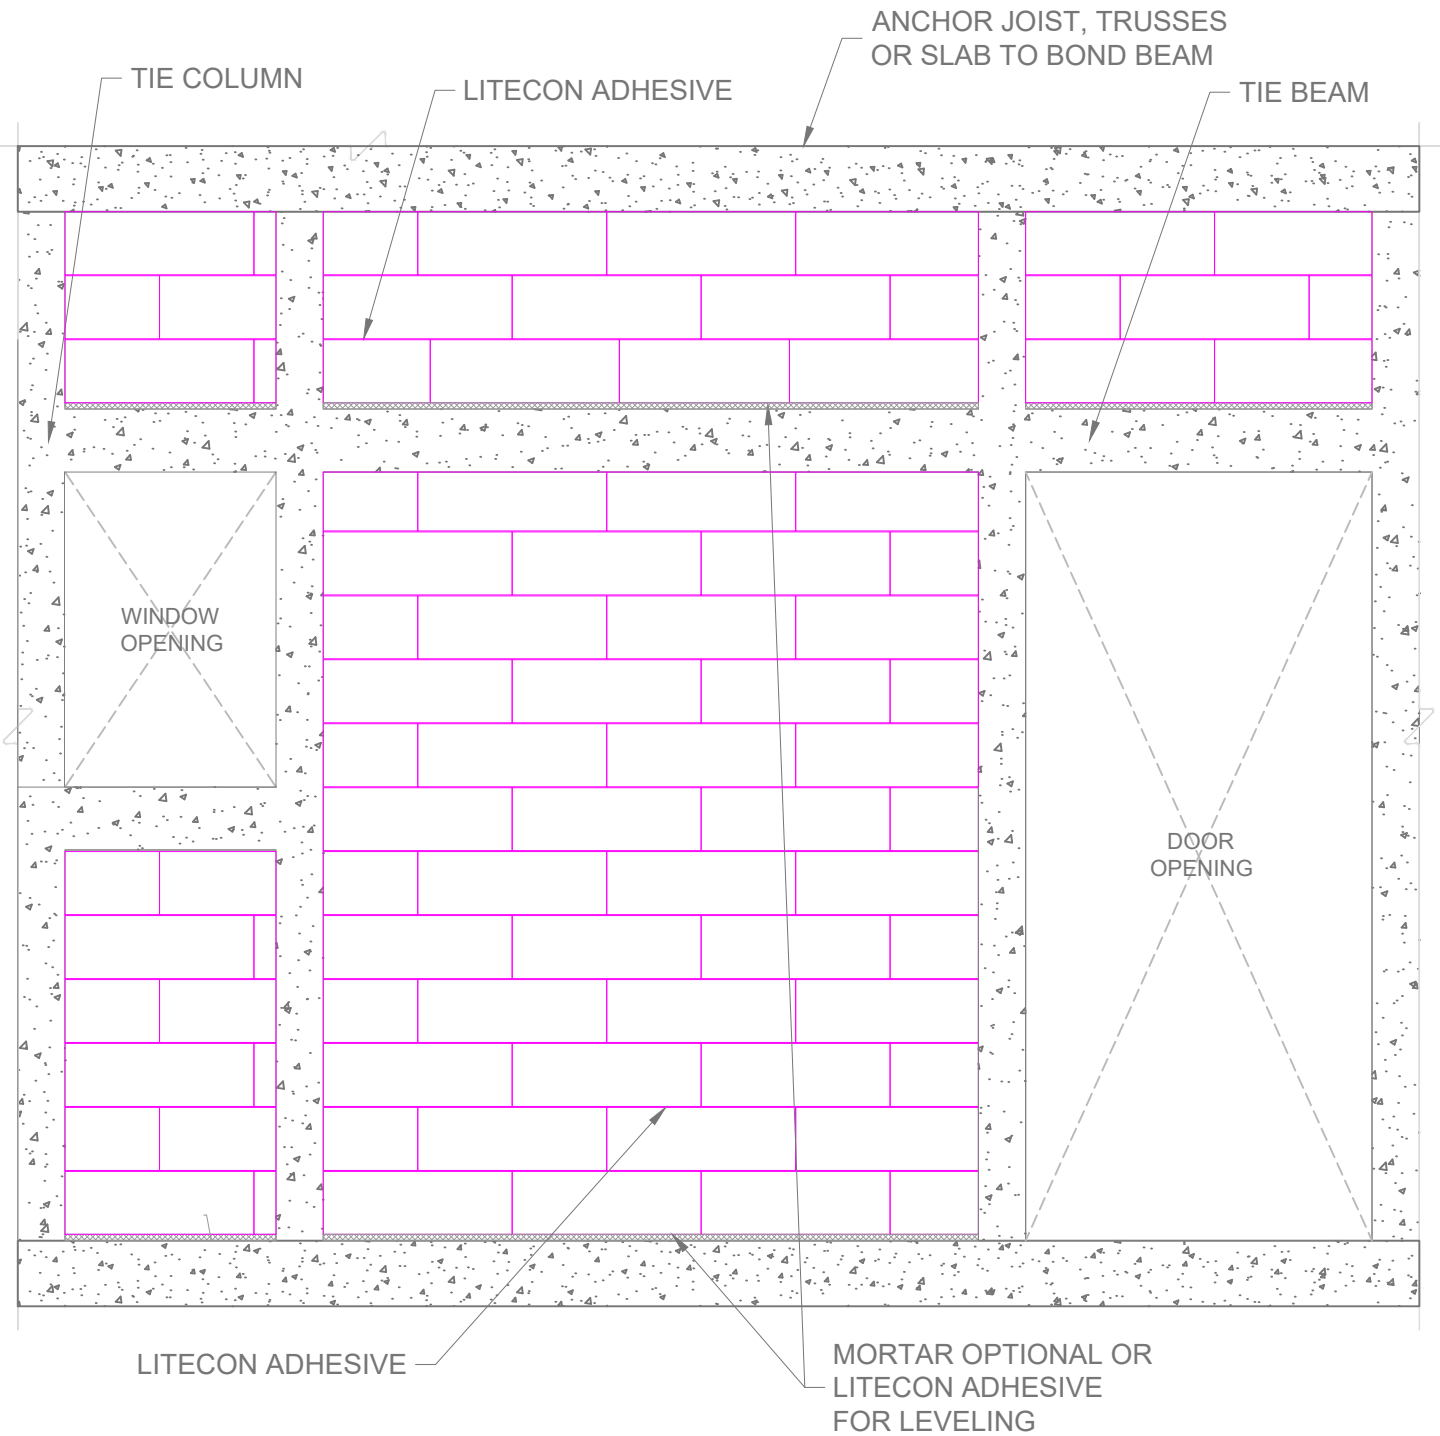 ANCHOR JOIST, TRUSSES
OR SLAB TO BOND BEAM
TIE COLUMN
LITECON ADHESIVE
TIE BEAM
WINDOW
OPENING
DOOR
OPENING
LITECON ADHESIVE
MORTAR OPTIONAL OR
LITECON ADHESIVE
FOR LEVELING